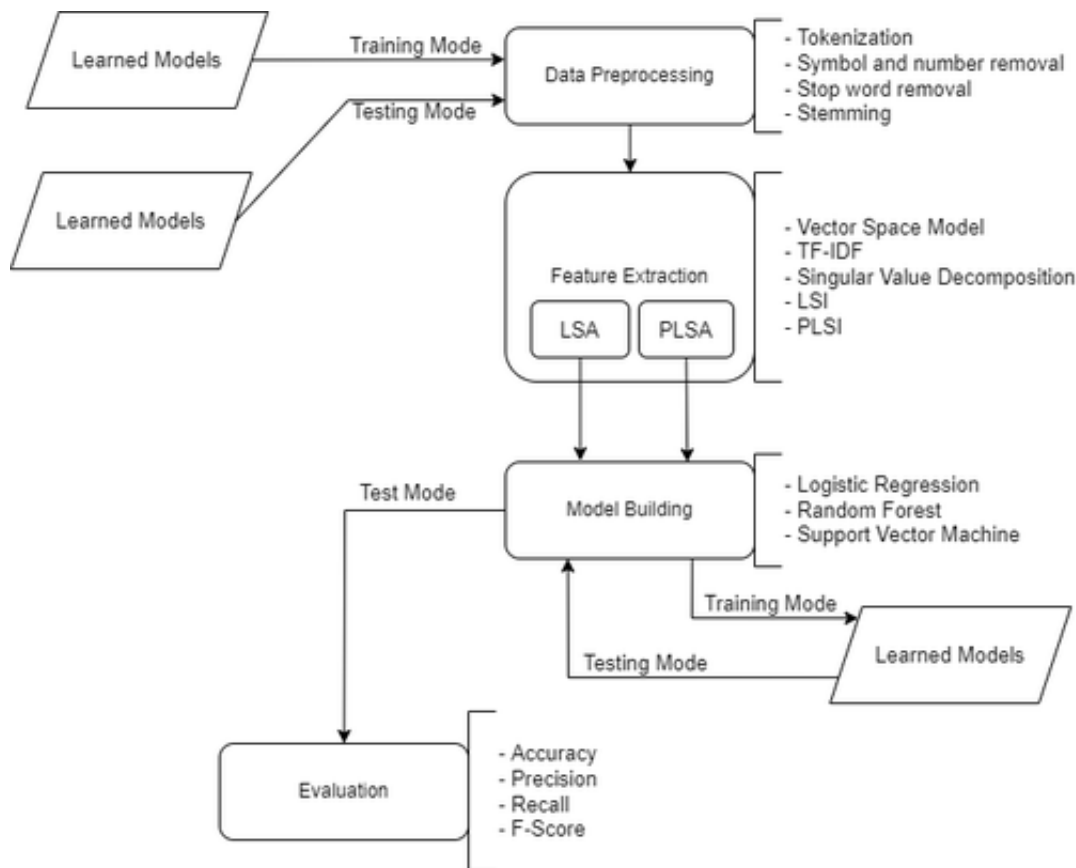 Learned Models
Training Mode
Data Preprocessing
- Tokenization
- Symbol and number removal
- Stop word removal
- Stemming
Testing Mode
Learned Models
Feature Extraction
LSA
PLSA
- Vector Space Model
- TF-IDF
- Singular Value Decomposition
- LSI
- PLSI
Test Mode
Model Building
- Logistic Regression
- Random Forest
- Support Vector Machine
Training Mode
Testing Mode
Learned Models
Evaluation
- Accuracy
- Precision
- Recall
- F-Score